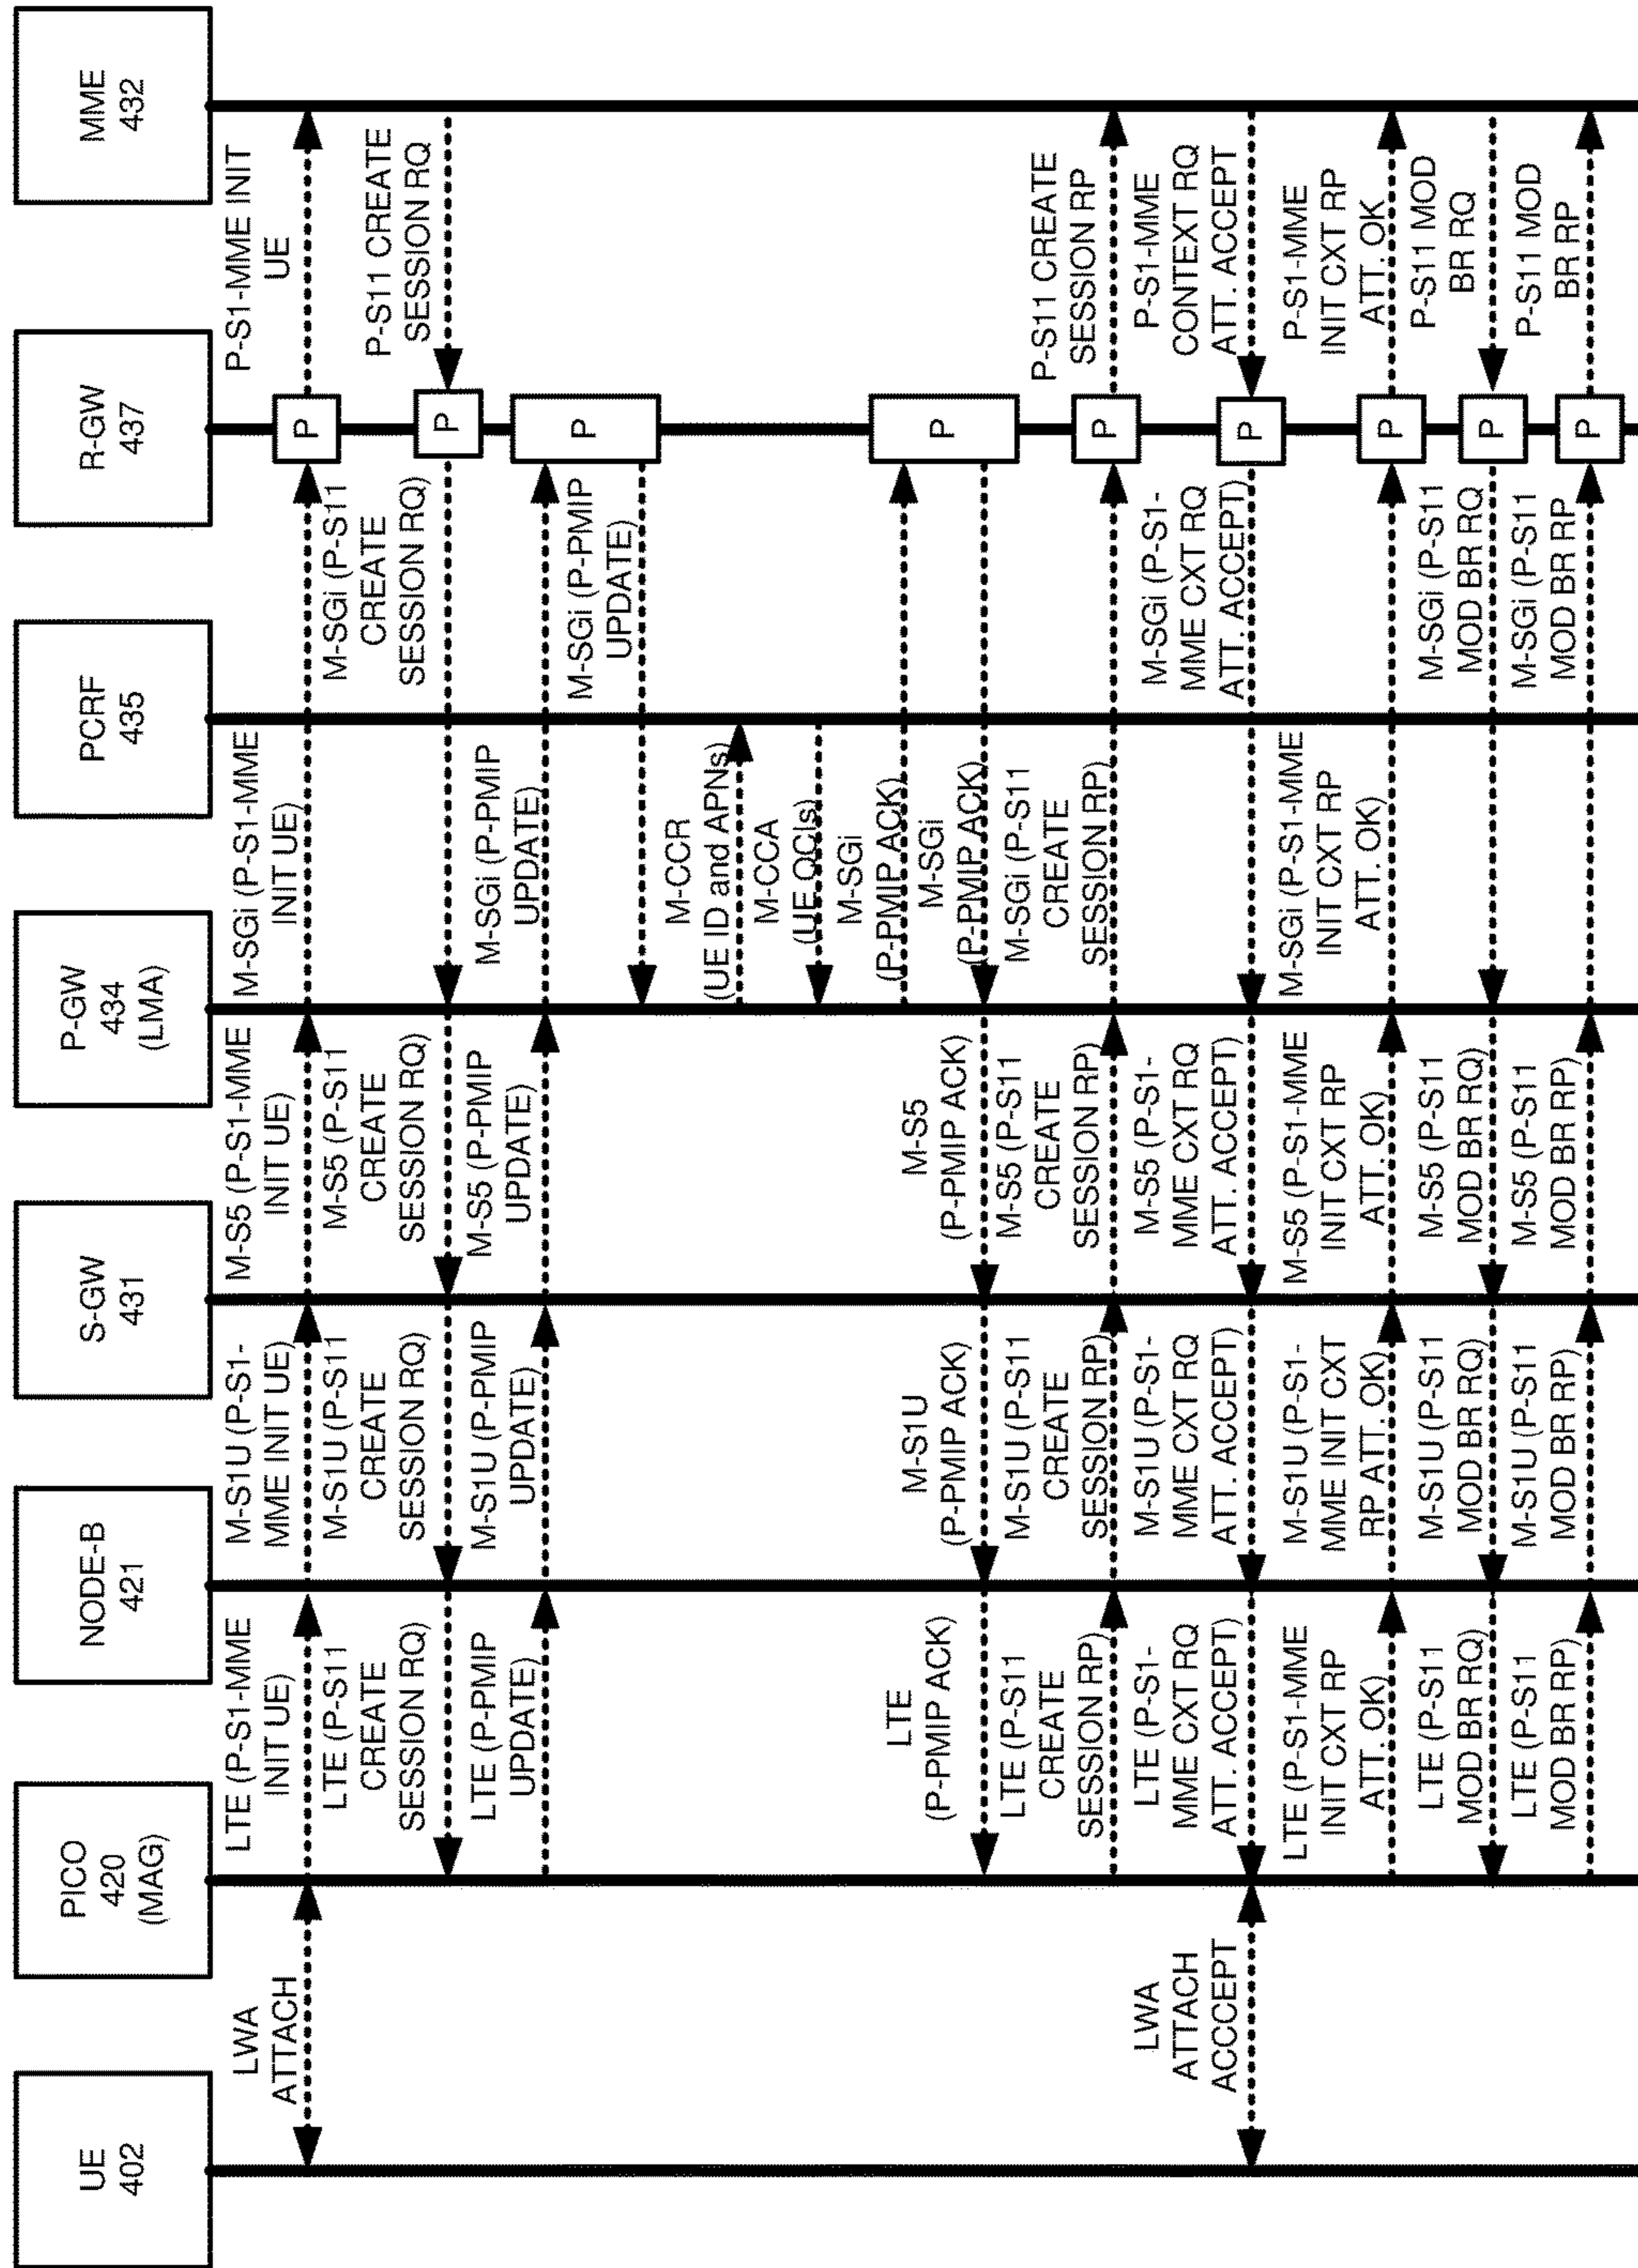 UE
402
PICO
420
(MAG)
NODE-B
421
S-GW
431
P-GW
434
(LMA)
PCRF
435
R-GW
437
MME
432
LWA
ATTACH
LTE (P-S1-MME
INIT UE)
M-S1U (P-S1-
MME INIT UE)
M-S5 (P-S1-MME
INIT UE)
M-SGi (P-S1-MME
INIT UE)
P
P-S1-MME INIT
UE
LTE (P-S11
CREATE
SESSION RQ)
M-S1U (P-S11
CREATE
SESSION RQ)
M-S5 (P-S11
CREATE
SESSION RQ)
M-SGi (P-S11
CREATE
SESSION RQ)
P
P-S11 CREATE
SESSION RQ
LTE (P-PMIP
UPDATE)
M-S1U (P-PMIP
UPDATE)
M-S5 (P-PMIP
UPDATE)
M-SGi (P-PMIP
UPDATE)
P
M-SGi (P-PMIP
UPDATE)
M-CCR
(UE ID and APNs)
M-CCA
(UE QCIs)
M-SGi
(P-PMIP ACK)
P
LTE
(P-PMIP ACK)
M-S1U
(P-PMIP ACK)
M-S5
(P-PMIP ACK)
M-SGi
(P-PMIP ACK)
LTE (P-S11
CREATE
SESSION RP)
M-S1U (P-S11
CREATE
SESSION RP)
M-S5 (P-S11
CREATE
SESSION RP)
M-SGi (P-S11
CREATE
SESSION RP)
P
P-S11 CREATE
SESSION RP
LWA
ATTACH
ACCCEPT
LTE (P-S1-
MME CXT RQ
ATT. ACCEPT)
M-S1U (P-S1-
MME CXT RQ
ATT. ACCEPT)
M-S5 (P-S1-
MME CXT RQ
ATT. ACCEPT)
M-SGi (P-S1-
MME CXT RQ
ATT. ACCEPT)
P
P-S1-MME
CONTEXT RQ
ATT. ACCEPT
LTE (P-S1-MME
INIT CXT RP
ATT. OK)
M-S1U (P-S1-
MME INIT CXT
RP ATT. OK)
M-S5 (P-S1-MME
INIT CXT RP
ATT. OK)
M-SGi (P-S1-MME
INIT CXT RP
ATT. OK)
P
P-S1-MME
INIT CXT RP
ATT. OK
LTE (P-S11
MOD BR RQ)
M-S1U (P-S11
MOD BR RQ)
M-S5 (P-S11
MOD BR RQ)
M-SGi (P-S11
MOD BR RQ
P
P-S11 MOD
BR RQ
LTE (P-S11
MOD BR RP)
M-S1U (P-S11
MOD BR RP)
M-S5 (P-S11
MOD BR RP)
M-SGi (P-S11
MOD BR RP
P
P-S11 MOD
BR RP